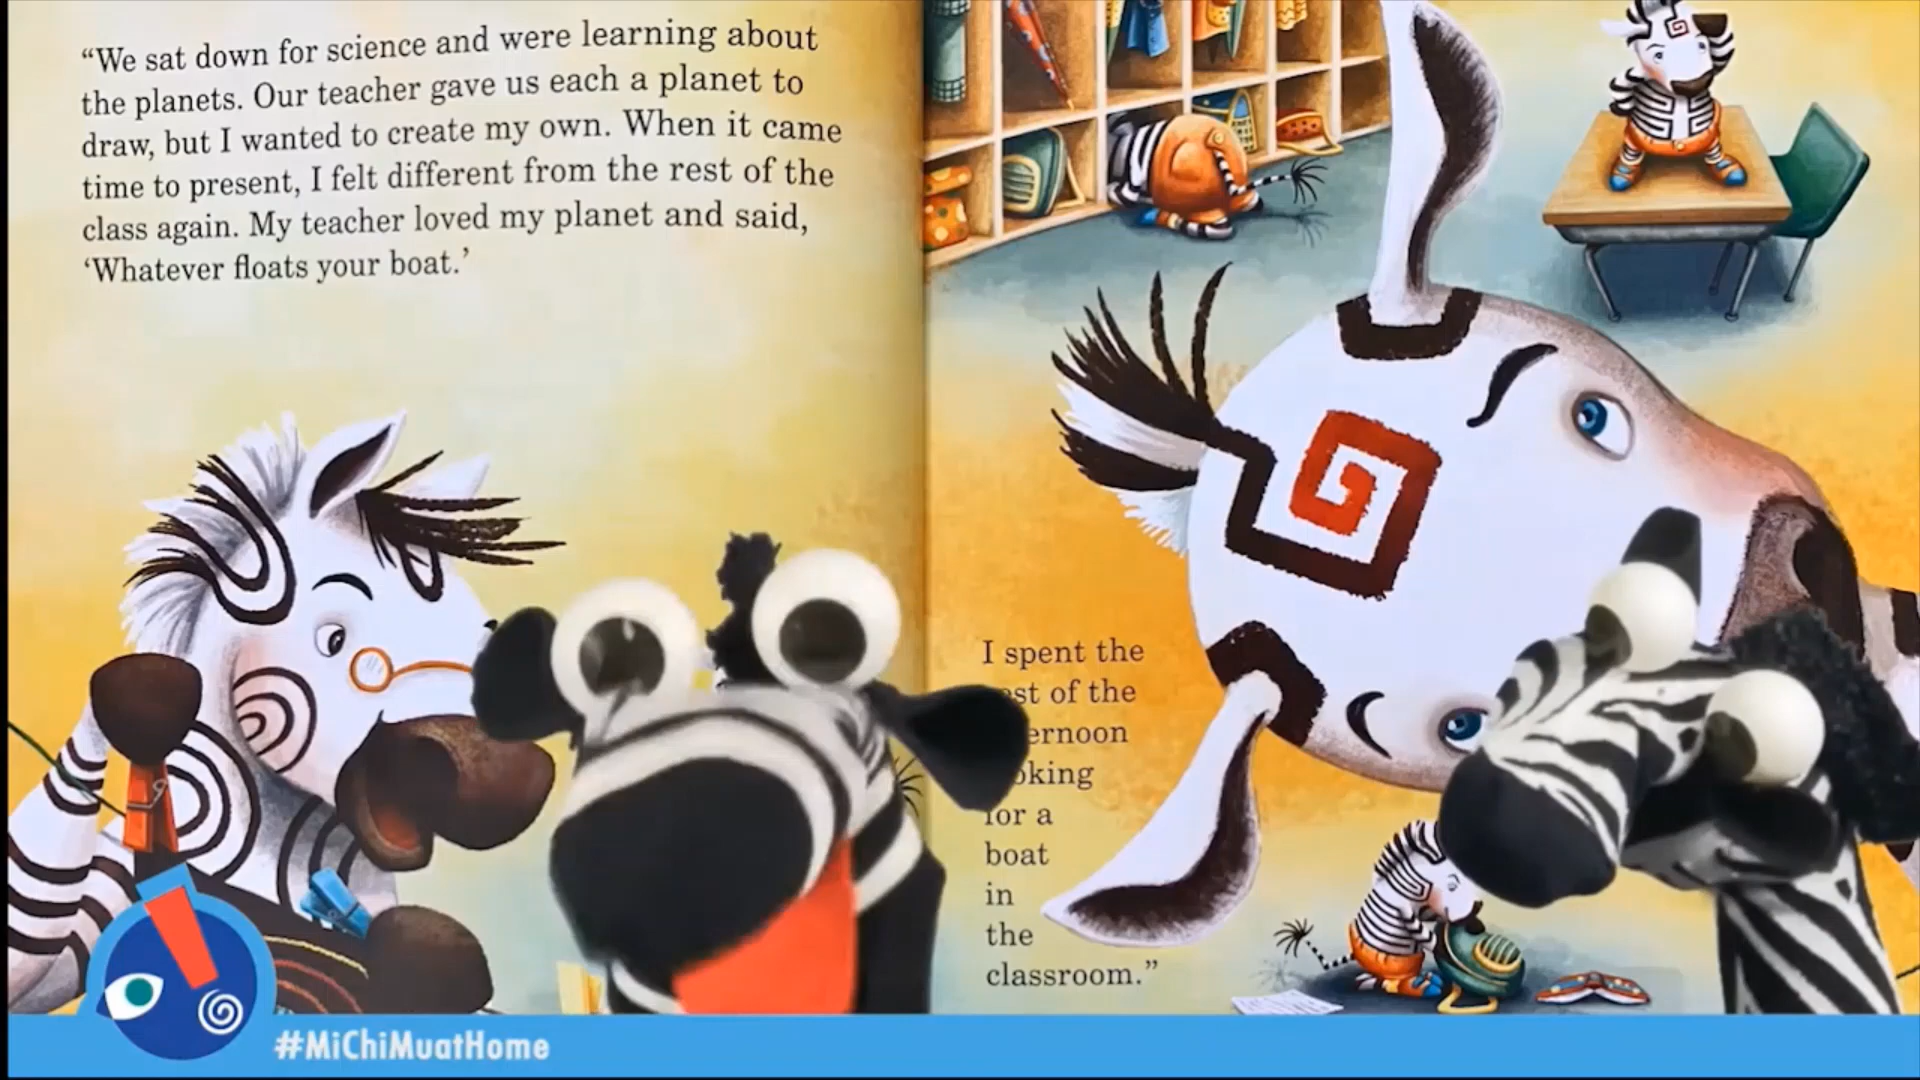 “We sat down for science and were learning about
the planets. Our teacher gave us each a planet to
draw, but I wanted to create my own. When it came
time to present, I felt different from the rest of the
class again. My teacher loved my planet and said,
‘Whatever floats your boat.’
I spent the
of the
for a
boat
in
the
classroom.”
#MiChiMuatHome